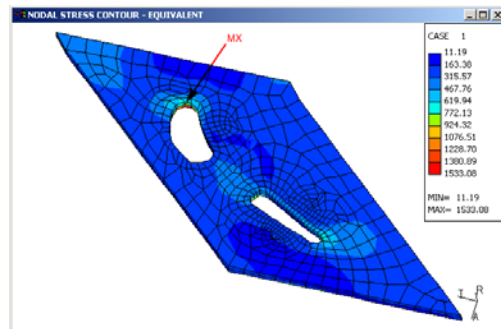 NODAL STRESS CONTOUR - EQUIVALENT
MX
CASE 1
11.19
163.38
315.57
467.76
619.94
772.13
924.32
1076.51
1228.70
1380.89
1533.08
MIN= 11.19
MAX= 1533.08
T R
A